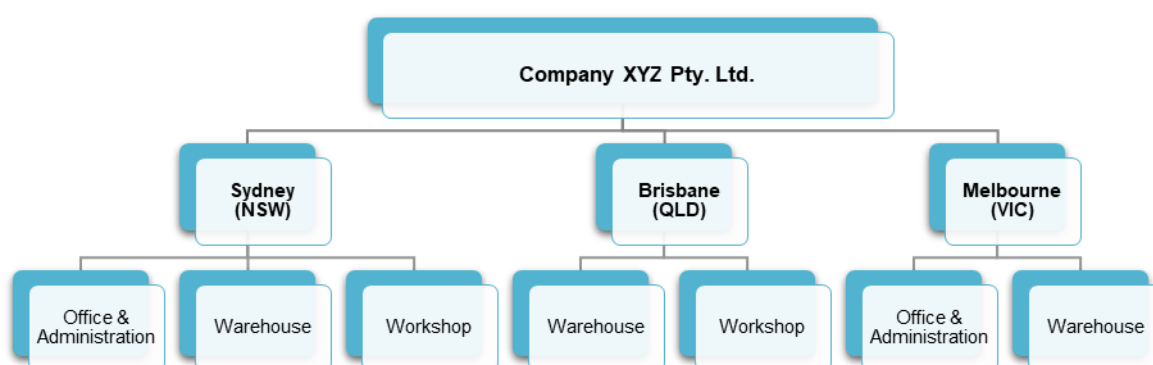 Company XYZ Pty. Ltd.
Sydney
(NSW)
Brisbane
(QLD)
Melbourne
(VIC)
Office &
Administration
Warehouse
Workshop
Warehouse
Workshop
Office &
Administration
Warehouse